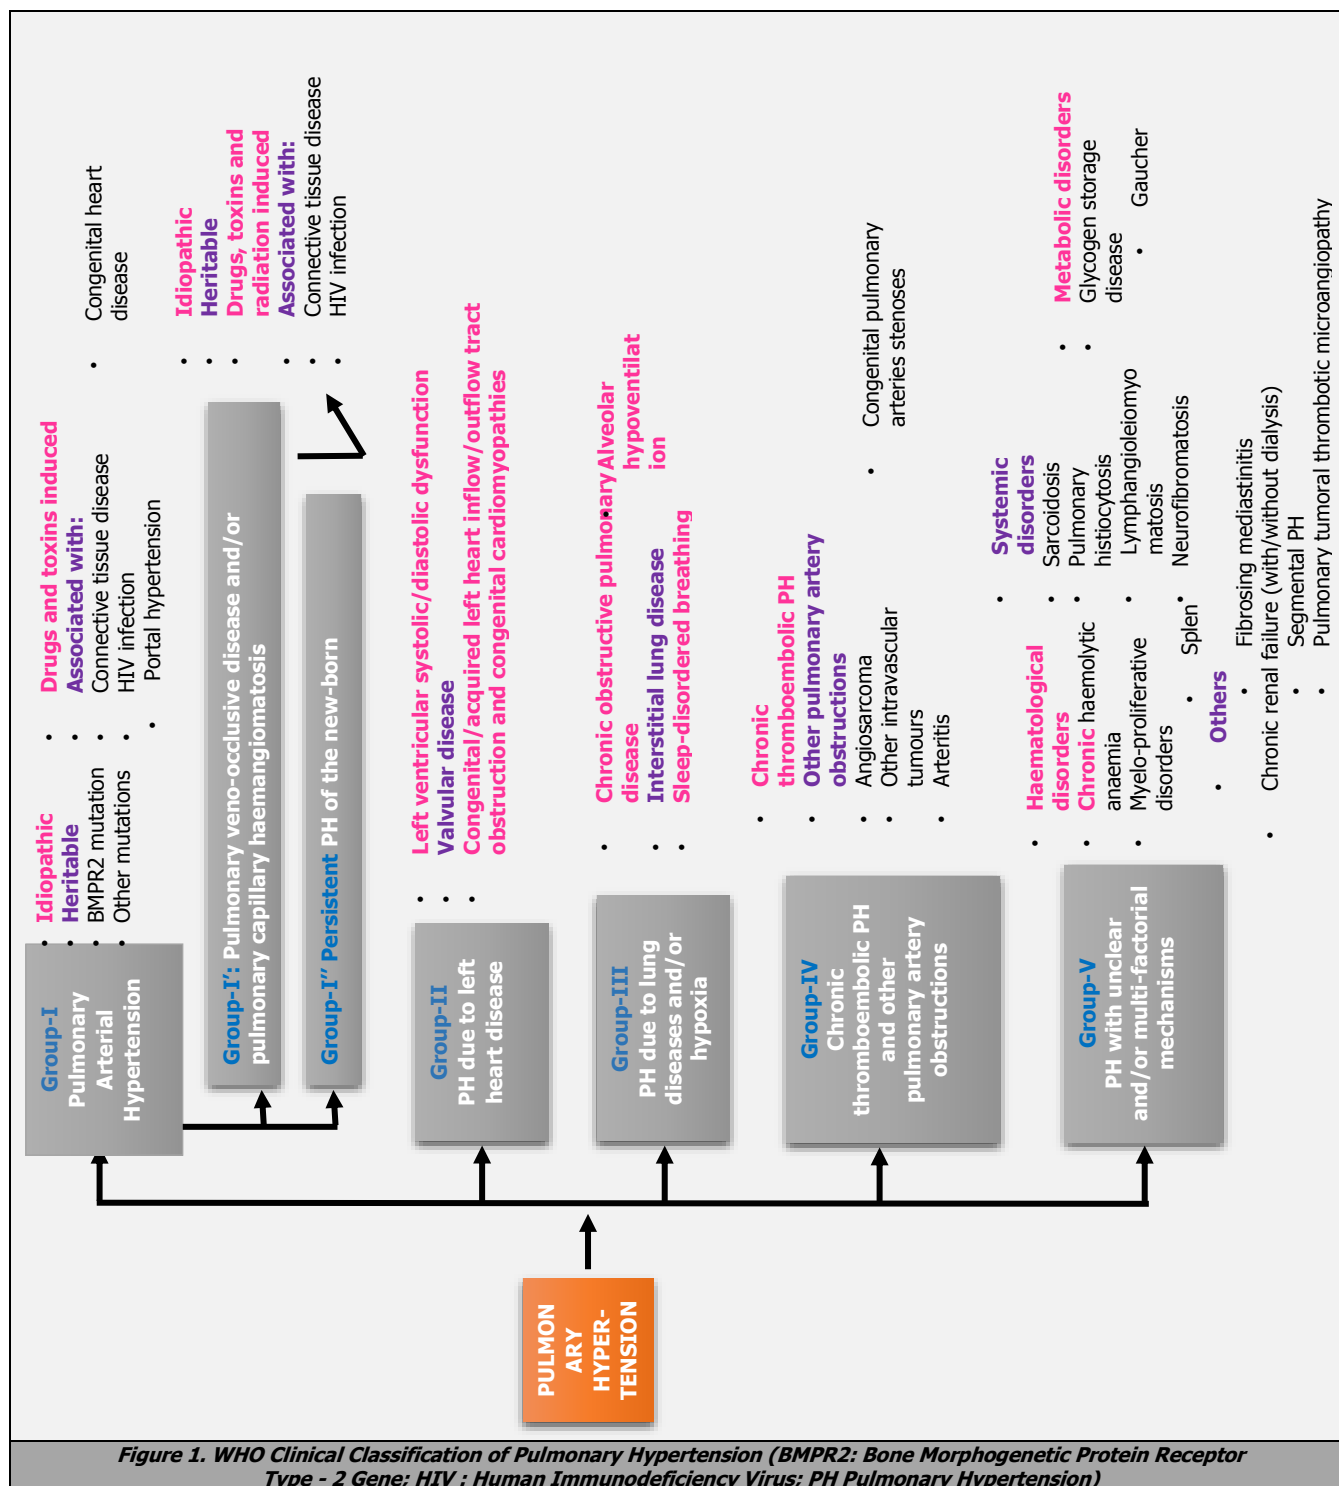 PULMON
ARY
HYPER-
TENSION
Group-I
Pulmonary
Arterial
Hypertension
• Idiopathic
• Heritable
• BMPR2 mutation
• Other mutations
• Drugs and toxins induced
• Associated with:
• Connective tissue disease
• HIV infection
• Portal hypertension
• Congenital heart
disease
Group-I’: Pulmonary veno-occlusive disease and/or
pulmonary capillary haemangiomatosis
Group-I’’ Persistent PH of the new-born
• Idiopathic
• Heritable
• Drugs, toxins and
radiation induced
• Associated with:
• Connective tissue disease
• HIV infection
Group-II
PH due to left
heart disease
• Left ventricular systolic/diastolic dysfunction
• Valvular disease
• Congenital/acquired left heart inflow/outflow tract
obstruction and congenital cardiomyopathies
Group-III
PH due to lung
diseases and/or
hypoxia
• Chronic obstructive pulmonary
disease
• Interstitial lung disease
• Sleep-disordered breathing
• Alveolar
hypoventilat
ion
Group-IV
Chronic
thromboembolic PH
and other
pulmonary artery
obstructions
• Chronic
thromboembolic PH
• Other pulmonary artery
obstructions
• Angiosarcoma
• Other intravascular
tumours
• Arteritis
• Congenital pulmonary
arteries stenoses
Group-V
PH with unclear
and/or multi-factorial
mechanisms
• Haematological
disorders
• Chronic haemolytic
anaemia
• Myelo-proliferative
disorders
• Splen
• Systemic
disorders
• Sarcoidosis
• Pulmonary
histiocytosis
• Lymphangioleiomyo
matosis
• Neurofibromatosis
• Metabolic disorders
• Glycogen storage
disease
• Gaucher
• Others
• Fibrosing mediastinitis
• Chronic renal failure (with/without dialysis)
• Segmental PH
• Pulmonary tumoral thrombotic microangiopathy
Figure 1. WHO Clinical Classification of Pulmonary Hypertension (BMPR2: Bone Morphogenetic Protein Receptor
Type - 2 Gene; HIV : Human Immunodeficiency Virus; PH Pulmonary Hypertension)